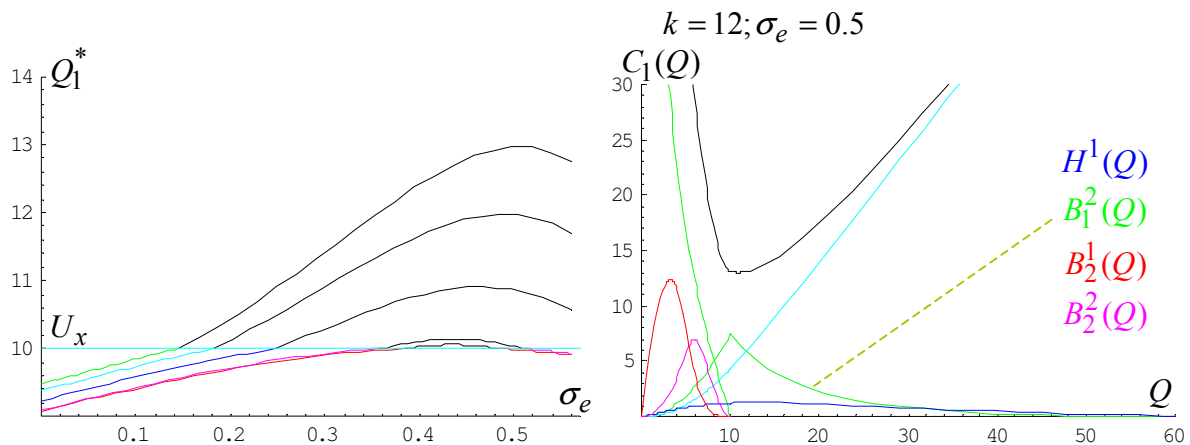 k = 12; σ_e = 0.5
Q_1^*
14
13
12
11
10
U_x
σ_e
0.1
0.2
0.3
0.4
0.5
C_1(Q)
30
25
20
15
10
5
Q
10
20
30
40
50
60
H^1(Q)
B_1^2(Q)
B_2^1(Q)
B_2^2(Q)